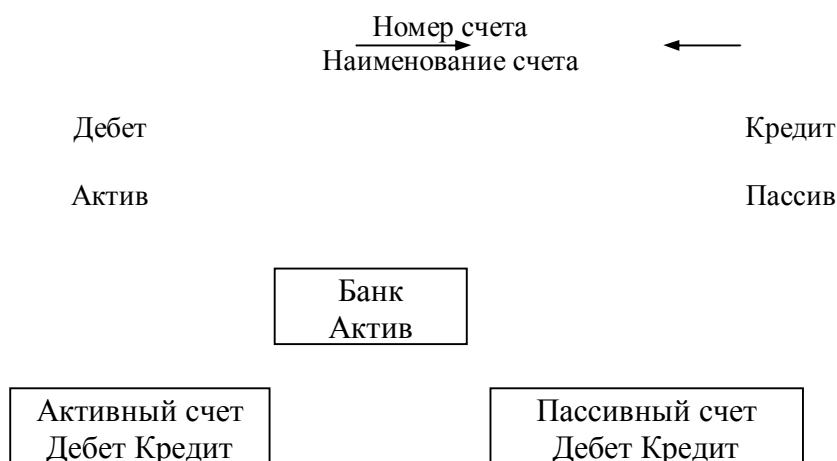 Номер счета
Наименование счета
Дебет Кредит
Актив Пассив
Банк
Актив
Активный счет Пассивный счет
Дебет Кредит Дебет Кредит